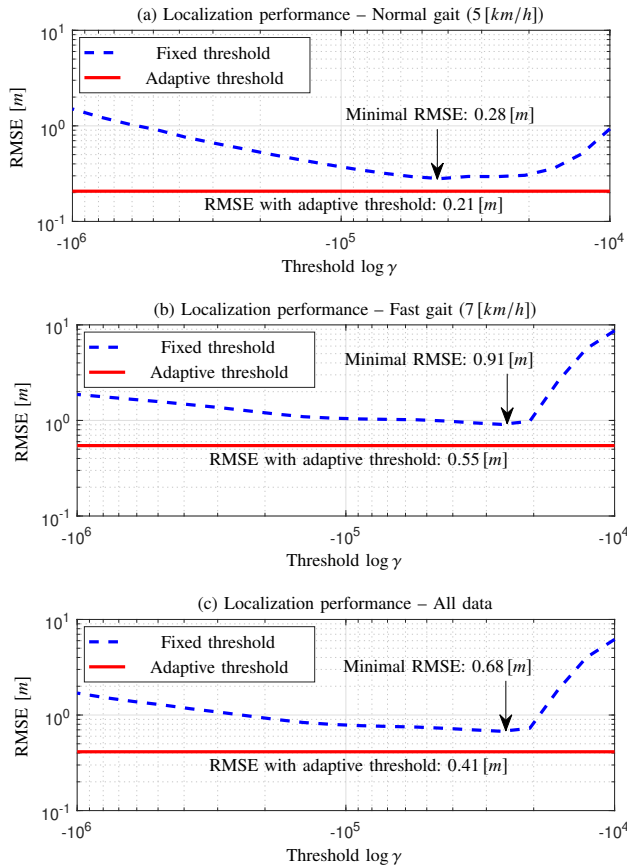 (a) Localization performance – Normal gait (5 [km/h])
Fixed threshold
Adaptive threshold
Minimal RMSE: 0.28 [m]
RMSE with adaptive threshold: 0.21 [m]
RMSE [m]
10^1
10^0
10^-1
-10^6
-10^5
-10^4
Threshold log γ
(b) Localization performance – Fast gait (7 [km/h])
Fixed threshold
Adaptive threshold
Minimal RMSE: 0.91 [m]
RMSE with adaptive threshold: 0.55 [m]
RMSE [m]
10^1
10^0
10^-1
-10^6
-10^5
-10^4
Threshold log γ
(c) Localization performance – All data
Fixed threshold
Adaptive threshold
Minimal RMSE: 0.68 [m]
RMSE with adaptive threshold: 0.41 [m]
RMSE [m]
10^1
10^0
10^-1
-10^6
-10^5
-10^4
Threshold log γ